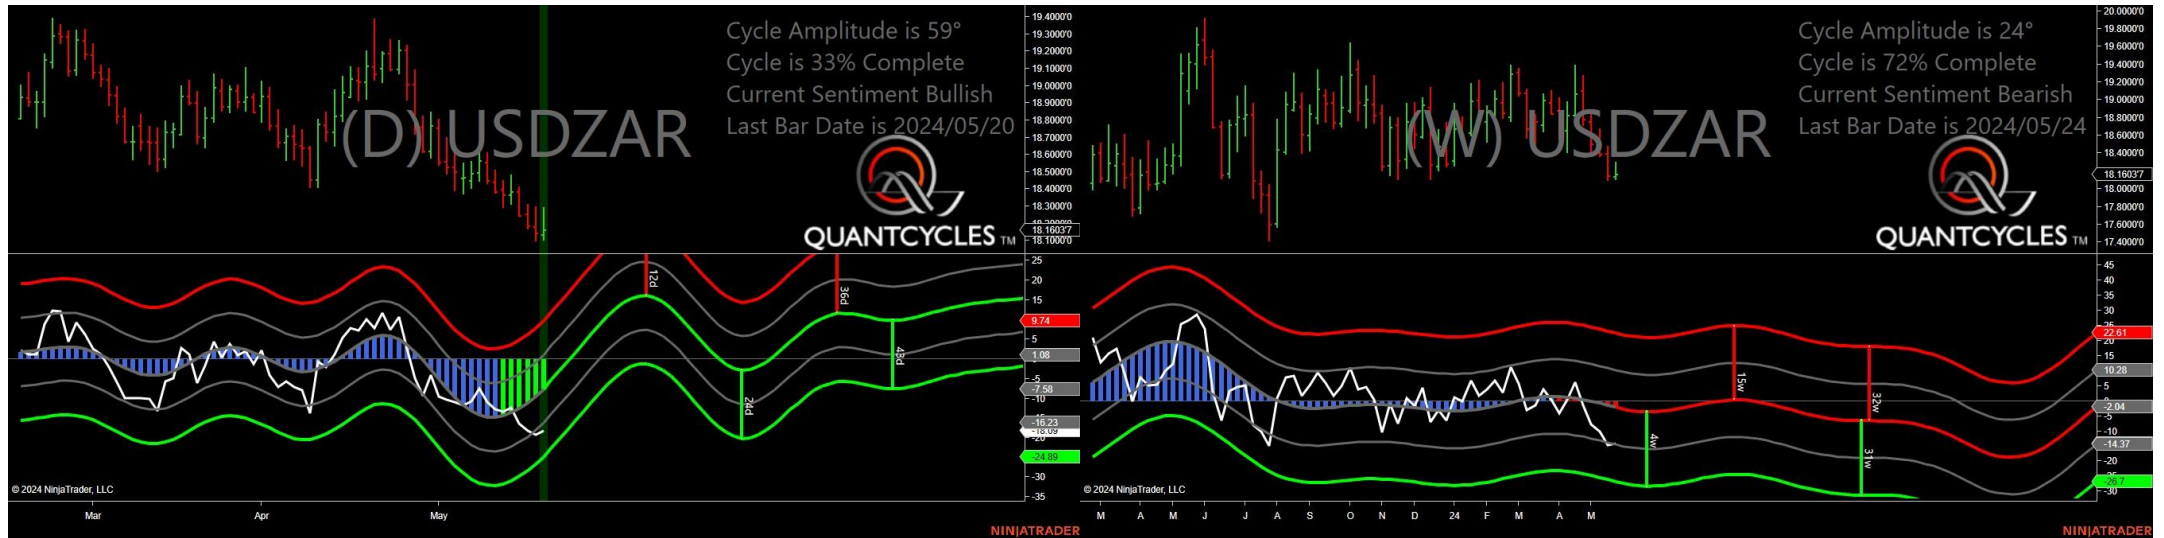 Cycle Amplitude is 59°
Cycle is 33% Complete
Current Sentiment Bullish
Last Bar Date is 2024/05/20
(D) USDZAR
QUANTCYCLES TM
19.4000'0
19.3000'0
19.2000'0
19.1000'0
19.0000'0
18.9000'0
18.8000'0
18.7000'0
18.6000'0
18.5000'0
18.4000'0
18.3000'0
18.1603'7
18.1000'0
12d
36d
24d
43d
25
20
15
9.74
5
1.08
-5
-7.58
-10
-16.23
-18.09
-20
-24.89
-30
-35
© 2024 NinjaTrader, LLC
Mar
Apr
May
NINJATRADER
Cycle Amplitude is 24°
Cycle is 72% Complete
Current Sentiment Bearish
Last Bar Date is 2024/05/24
(W) USDZAR
QUANTCYCLES TM
20.0000'0
19.8000'0
19.6000'0
19.4000'0
19.2000'0
19.0000'0
18.8000'0
18.6000'0
18.4000'0
18.1603'7
18.0000'0
17.8000'0
17.6000'0
17.4000'0
4w
15w
32w
31w
45
40
35
30
22.61
20
15
10.28
5
-2.04
-5
-10
-14.37
-20
-26.7
-30
© 2024 NinjaTrader, LLC
M
A
M
J
J
A
S
O
N
D
24
F
M
A
M
NINJATRADER